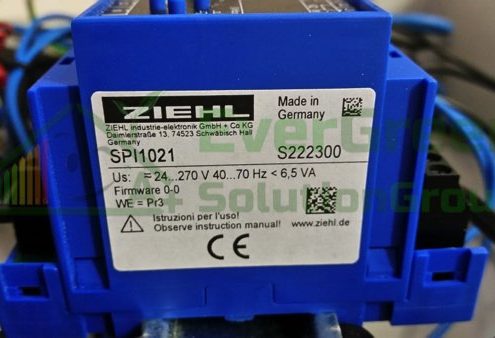 ZIEHL
Made in
Germany
ZIEHL industrie-elektronik GmbH + Co KG
Daimlerstraße 13, 74523 Schwäbisch Hall
Germany
SPI1021 S222300
Us: ≂ 24...270 V 40...70 Hz < 6,5 VA
Firmware 0-0
WE = Pr3
Istruzioni per l'uso!
Observe instruction manual! www.ziehl.de
CE
EverGreen
+ SolutionGrou